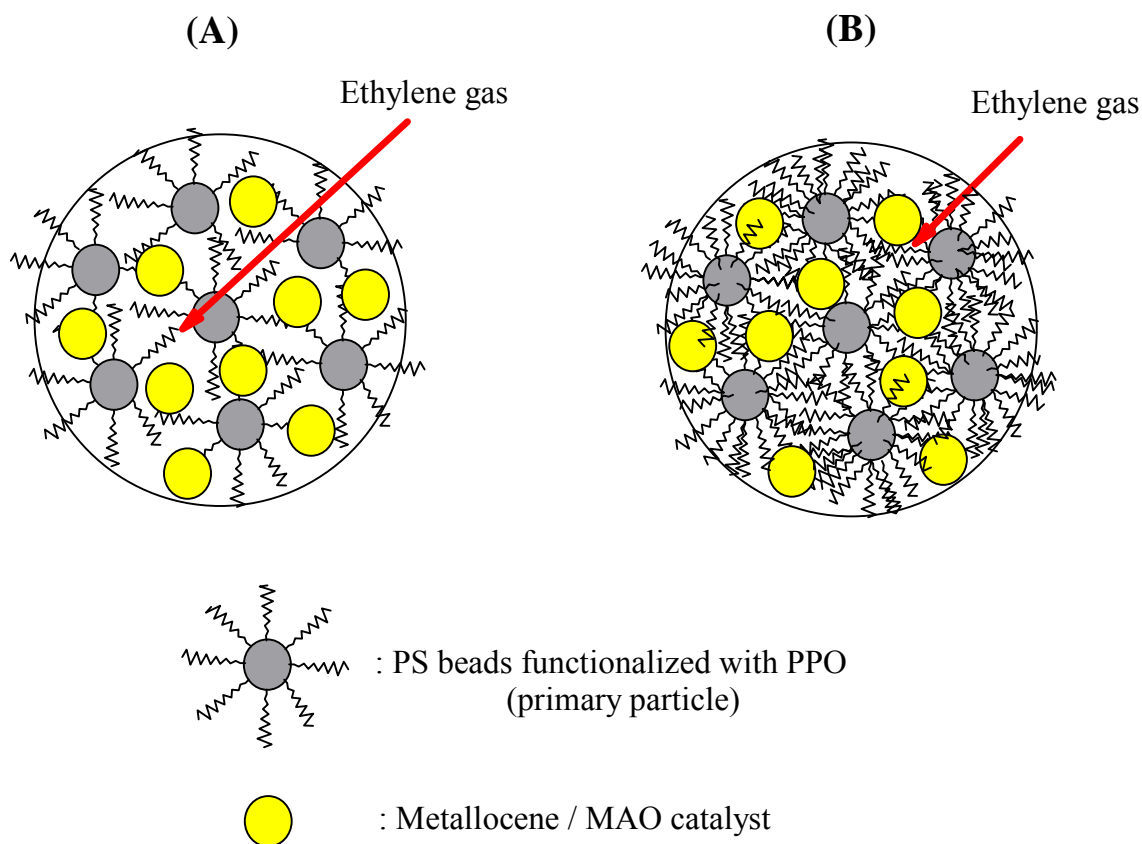 (A)
(B)
Ethylene gas
Ethylene gas
: PS beads functionalized with PPO
(primary particle)
: Metallocene / MAO catalyst